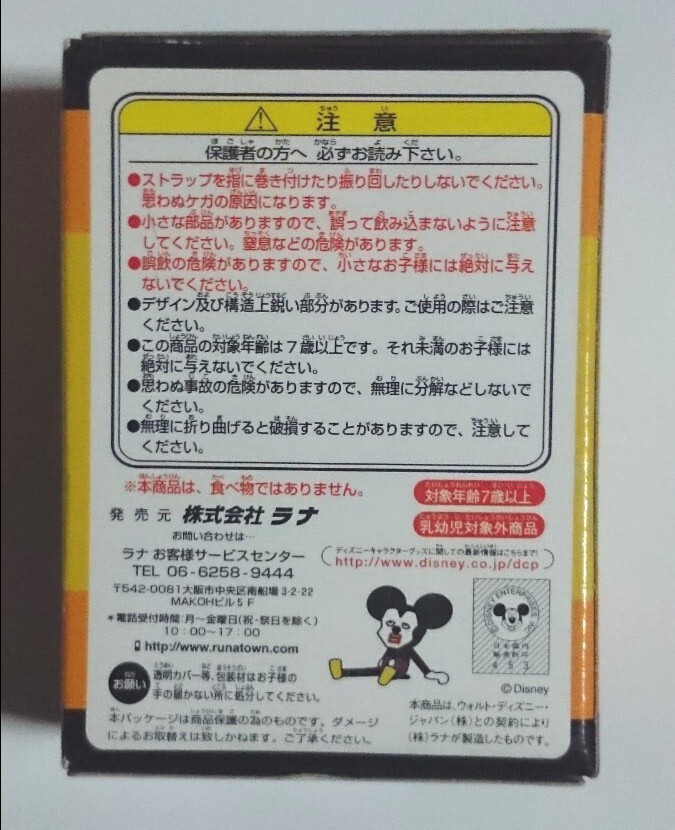 注意
保護者の方へ 必ずお読み下さい。
●ストラップを指に巻き付けたり振り回したりしないでください。
思わぬケガの原因になります。
●小さな部品がありますので、誤って飲み込まないように注意
してください。窒息などの危険があります。
●誤飲の危険がありますので、小さなお子様には絶対に与え
ないでください。
●デザイン及び構造上鋭い部分があります。ご使用の際はご注意
ください。
●この商品の対象年齢は7歳以上です。それ未満のお子様には
絶対に与えないでください。
●思わぬ事故の危険がありますので、無理に分解などしないで
ください。
●無理に折り曲げると破損することがありますので、注意して
ください。
※本商品は、食べ物ではありません。
対象年齢7歳以上
発売元 株式会社 ラナ
乳幼児対象外商品
お問い合わせは…
ラナ お客様サービスセンター
TEL 06-6258-9444
〒542-0081大阪市中央区南船場3-2-22
MAKOHビル5F
*電話受付時間:月~金曜日(祝・祭日を除く)
10:00~17:00
http://www.runatown.com
ディズニーキャラクターグッズに関しての最新情報はこちらまで!
http://www.disney.co.jp/dcp
©DISNEY ENTERPRISES, INC.
日本国内
販売許可
453
©Disney
お願い
透明カバー等、包装材はお子様の
手の届かない所に処分してください。
本パッケージは商品保護の為のものです。ダメージ
によるお取替えは致しかねます。ご了承ください。
本商品は、ウォルト・ディズニー・
ジャパン(株)との契約により
(株)ラナが製造したものです。